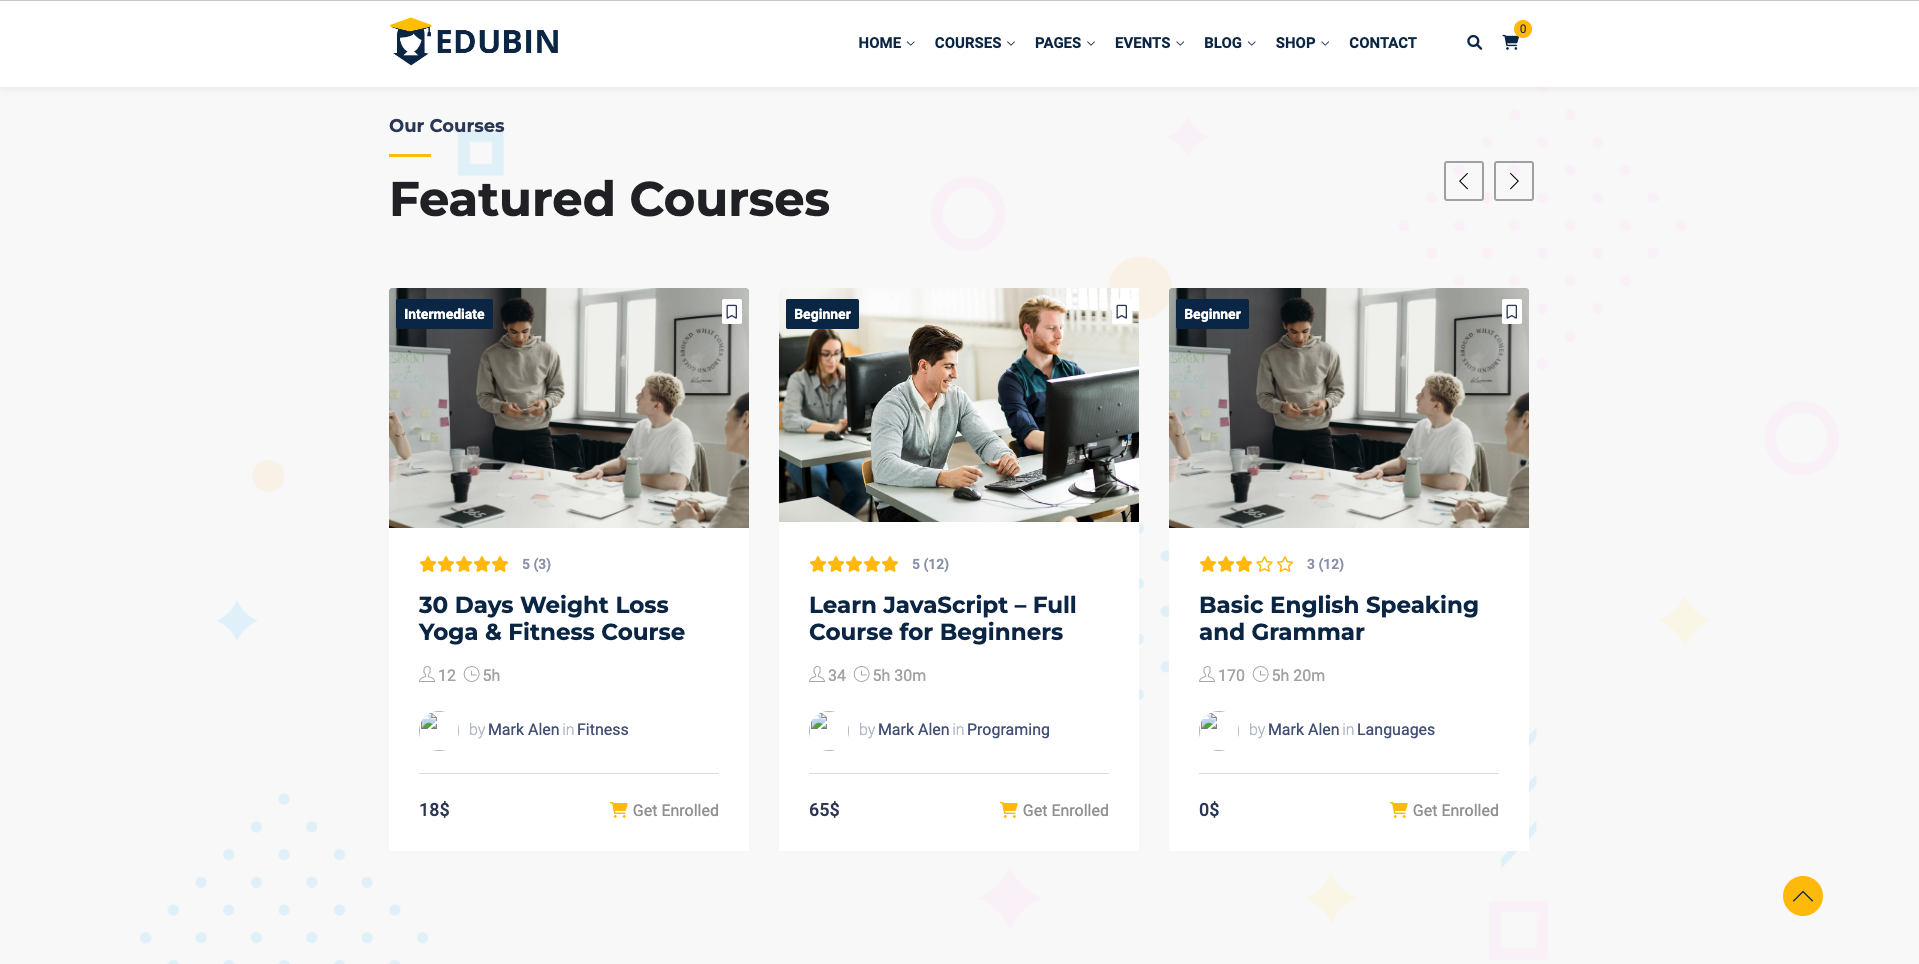 EDUBIN
HOME COURSES PAGES EVENTS BLOG SHOP CONTACT 0
Our Courses
Featured Courses
Intermediate
5 (3)
30 Days Weight Loss
Yoga & Fitness Course
12 5h
by Mark Alen in Fitness
18$ Get Enrolled
Beginner
5 (12)
Learn JavaScript – Full
Course for Beginners
34 5h 30m
by Mark Alen in Programing
65$ Get Enrolled
Beginner
3 (12)
Basic English Speaking
and Grammar
170 5h 20m
by Mark Alen in Languages
0$ Get Enrolled